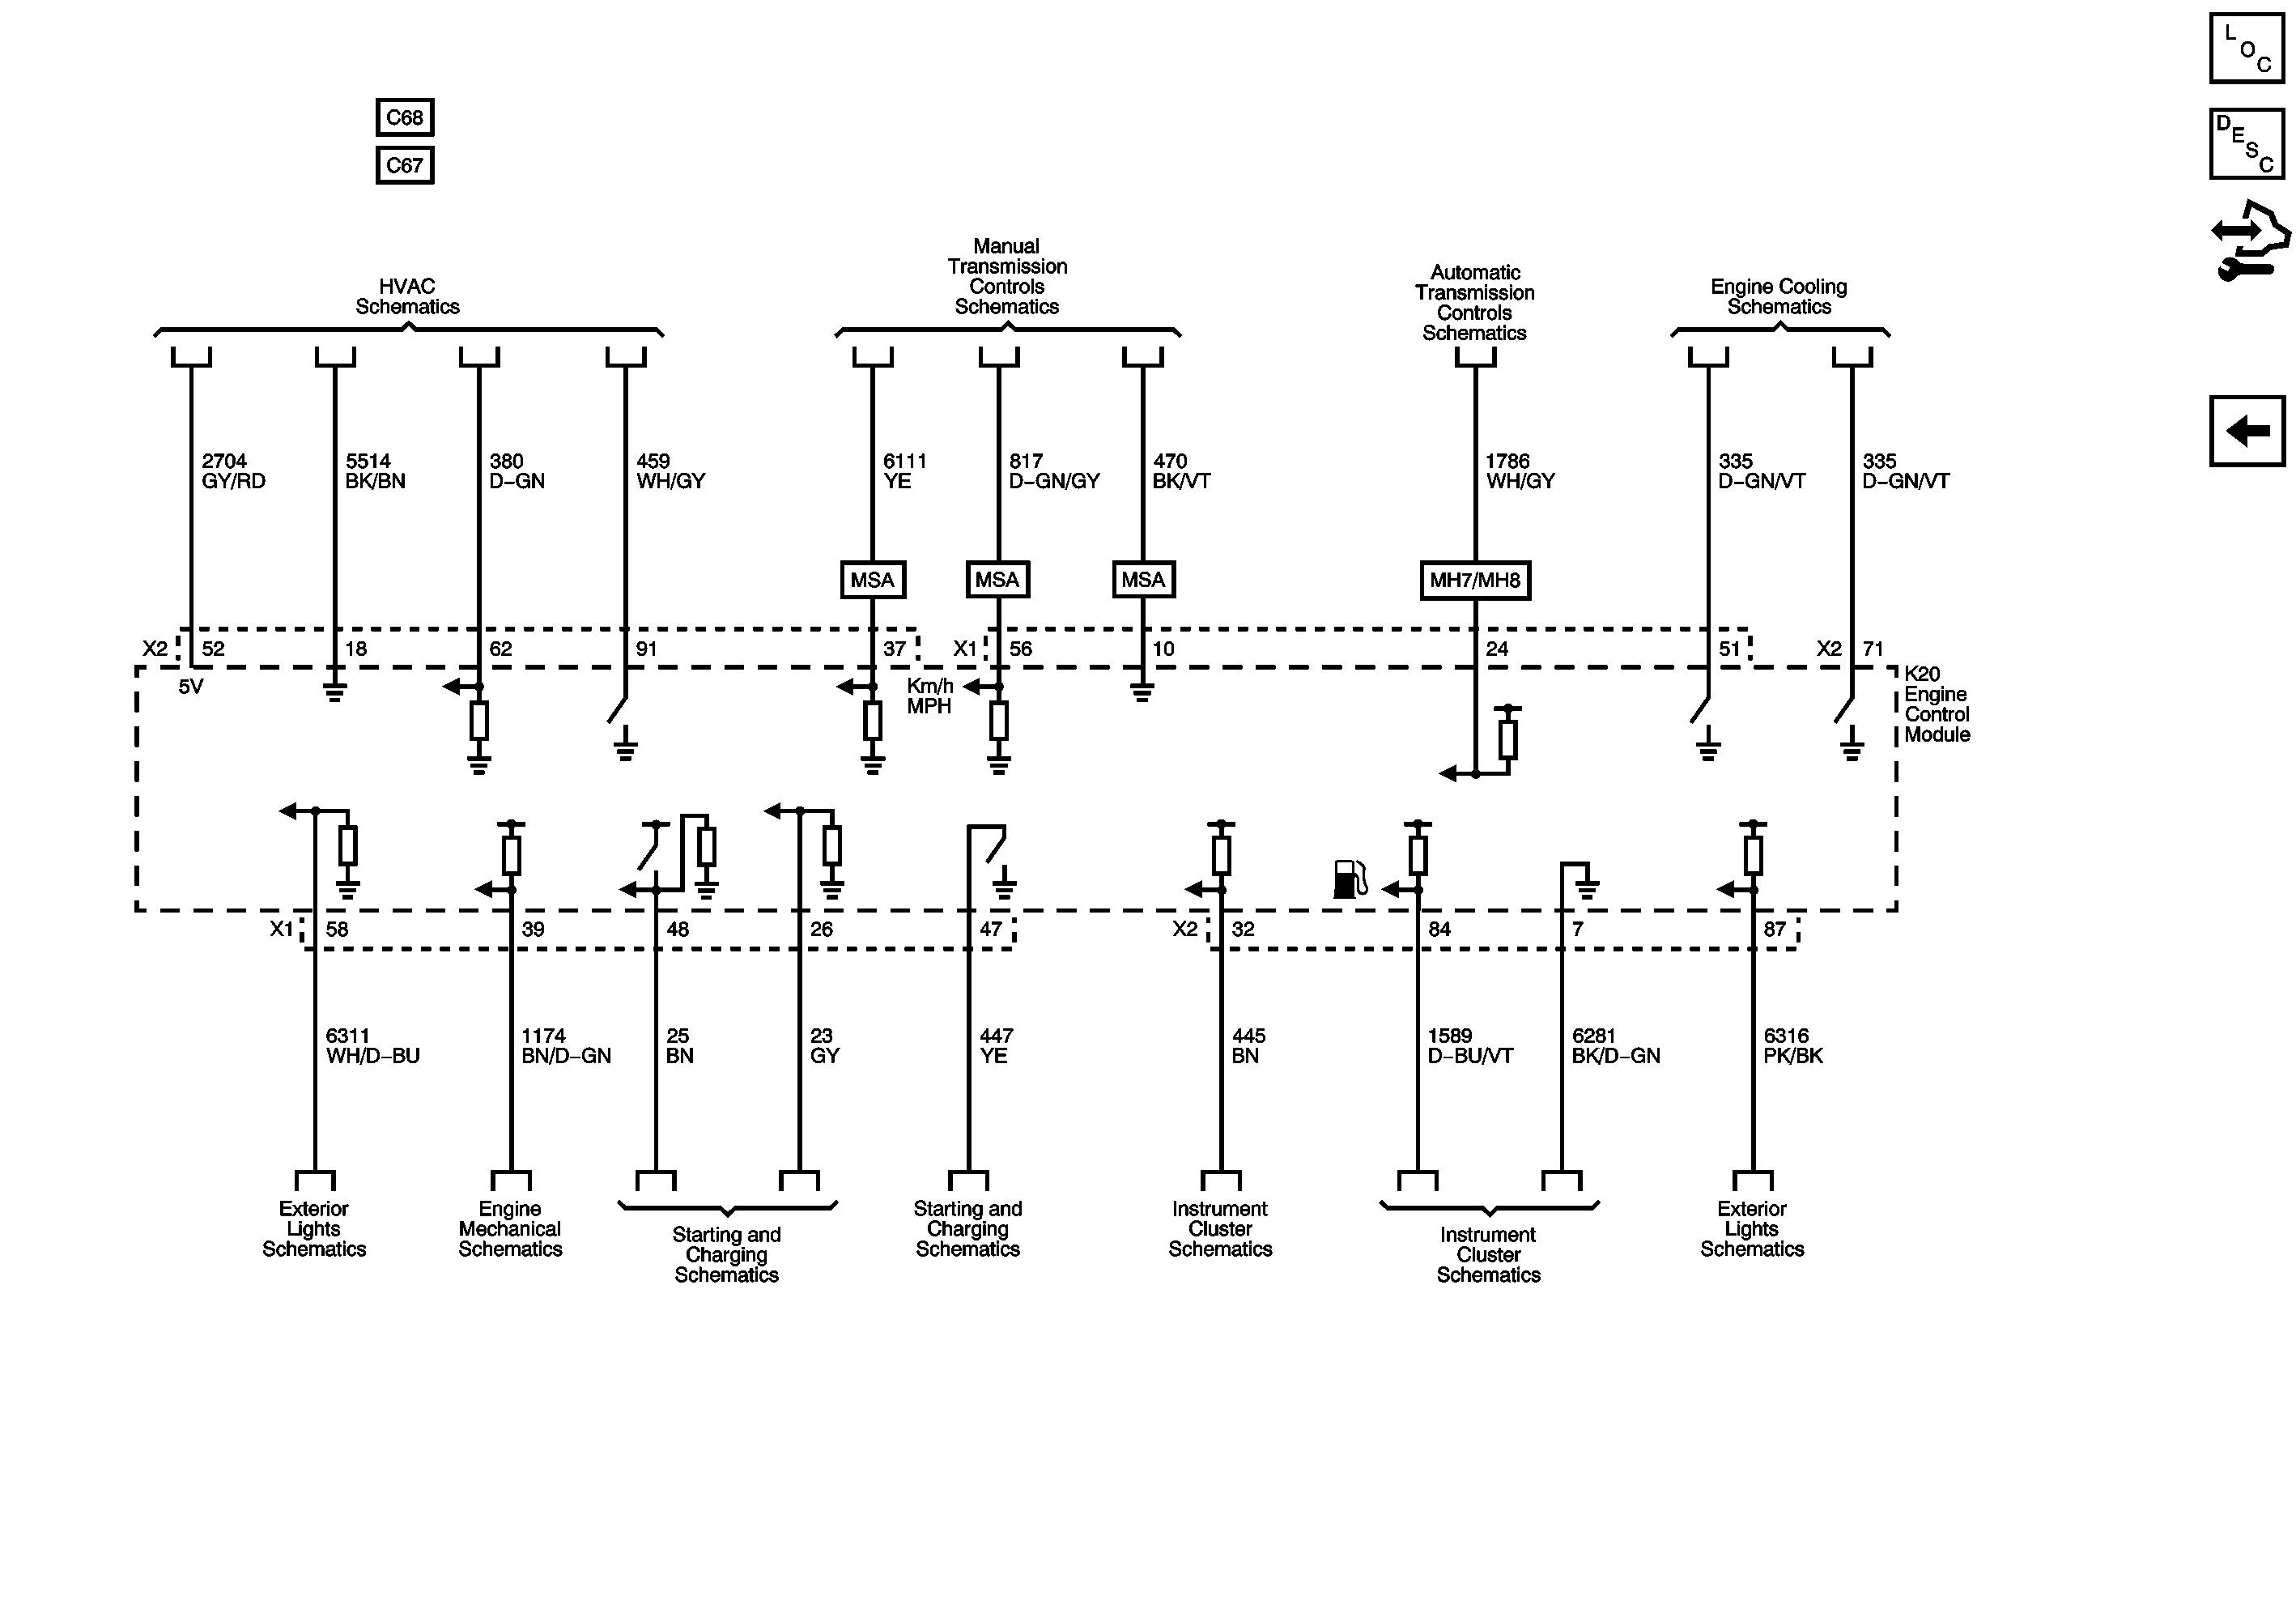 L
O
C
D
E
S
C
C68
C67
HVAC
Schematics
Manual
Transmission
Controls
Schematics
Automatic
Transmission
Controls
Schematics
Engine Cooling
Schematics
2704
GY/RD
5514
BK/BN
380
D-GN
459
WH/GY
6111
YE
817
D-GN/GY
470
BK/VT
1786
WH/GY
335
D-GN/VT
335
D-GN/VT
MSA
MSA
MSA
MH7/MH8
X2 52 18 62 91 37 X1 56 10 24 51 X2 71
5V
Km/h
MPH
K20
Engine
Control
Module
X1 58 39 48 26 47 X2 32 84 7 87
6311
WH/D-BU
1174
BN/D-GN
25
BN
23
GY
447
YE
445
BN
1589
D-BU/VT
6281
BK/D-GN
6316
PK/BK
Exterior
Lights
Schematics
Engine
Mechanical
Schematics
Starting and
Charging
Schematics
Starting and
Charging
Schematics
Instrument
Cluster
Schematics
Instrument
Cluster
Schematics
Exterior
Lights
Schematics